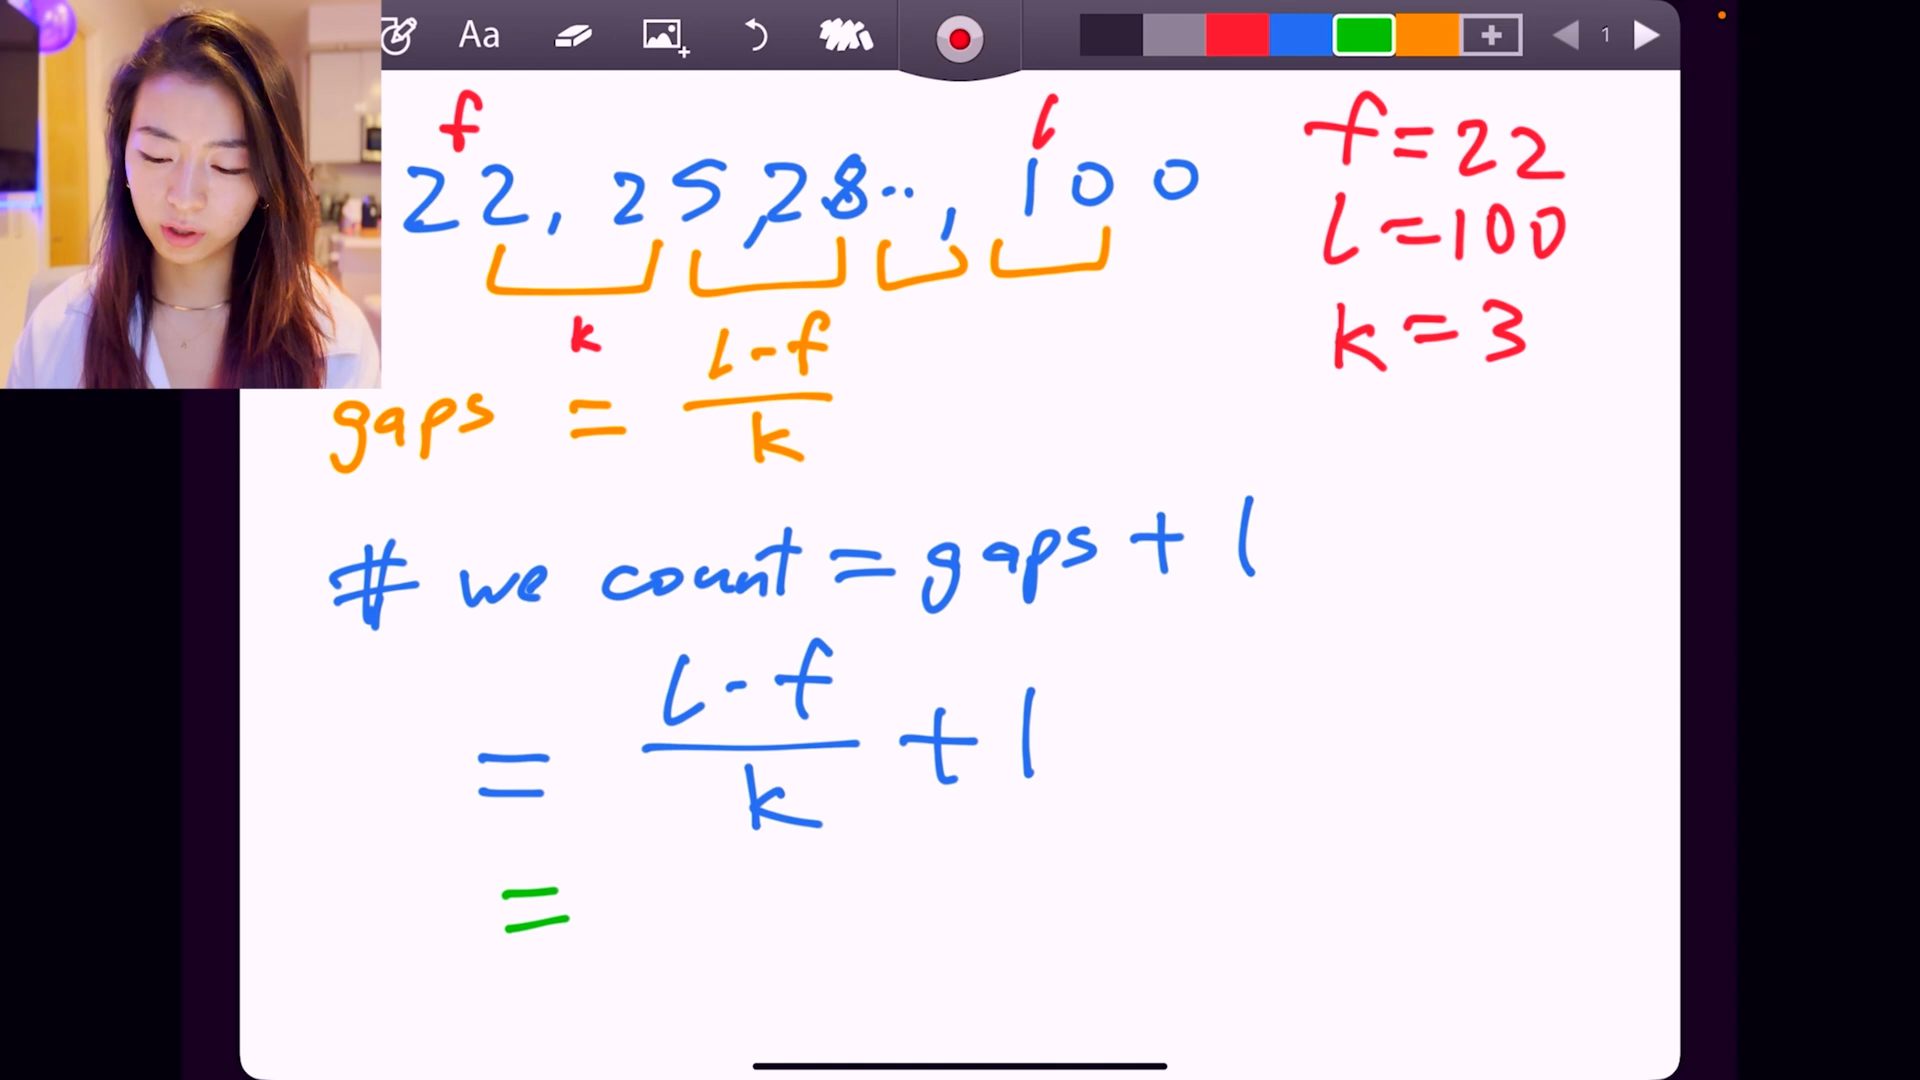 Aa
1
f l
22, 25, 28.., 100
k
gaps = l-f / k
# we count = gaps + 1
= l-f / k + 1
=
f = 22
l = 100
k = 3